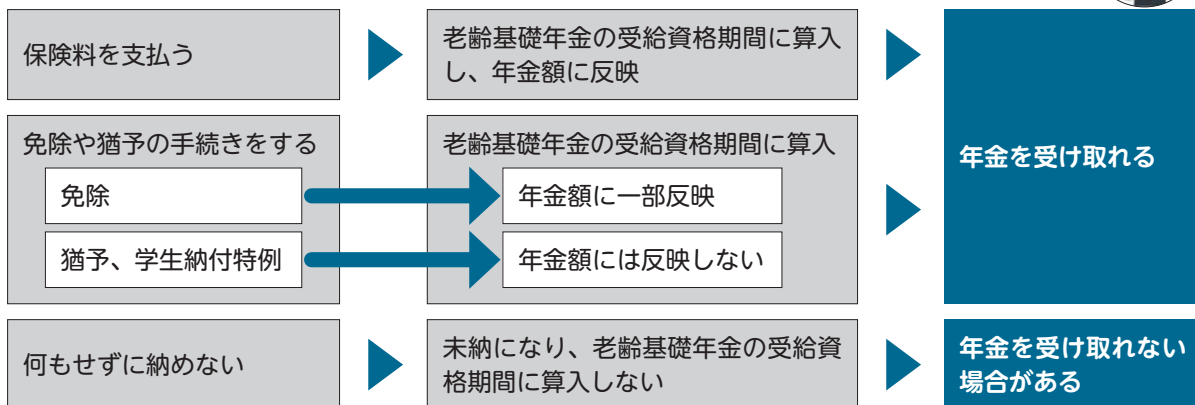 保険料を支払う
老齢基礎年金の受給資格期間に算入
し、年金額に反映
免除や猶予の手続きをする
免除
猶予、学生納付特例
老齢基礎年金の受給資格期間に算入
年金額に一部反映
年金額には反映しない
年金を受け取れる
何もせずに納めない
未納になり、老齢基礎年金の受給資
格期間に算入しない
年金を受け取れない
場合がある